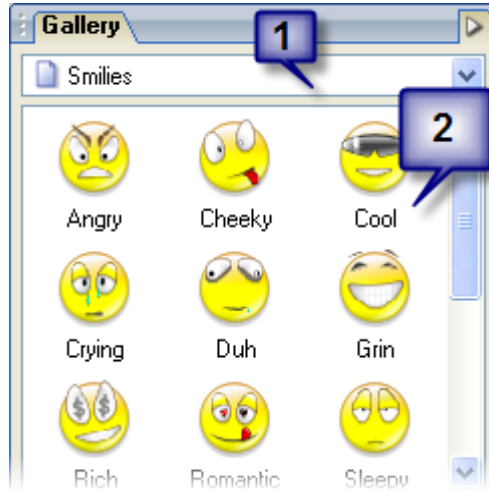 Gallery
1
Smilies
2
Angry Cheeky Cool
Crying Duh Grin
Rich Romantic Sleepy